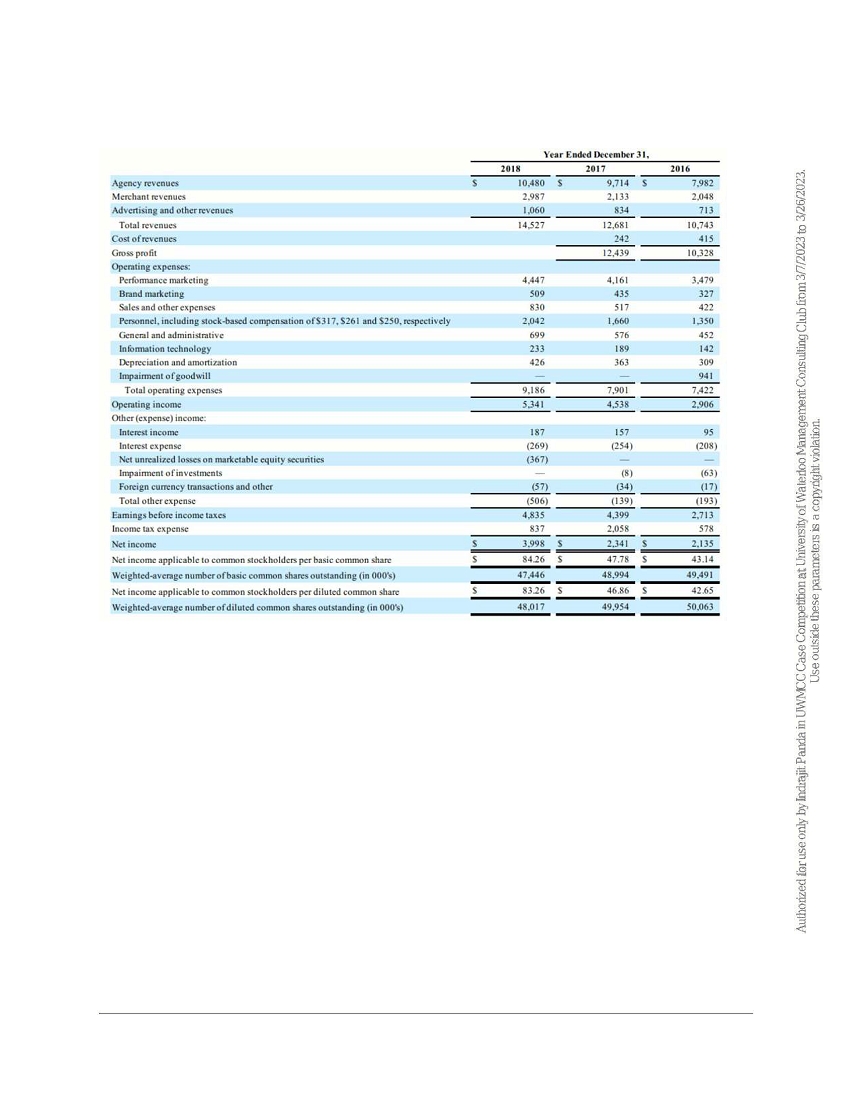 Year Ended December 31,
2018 2017 2016
Agency revenues $ 10,480 $ 9,714 $ 7,982
Merchant revenues 2,987 2,133 2,048
Advertising and other revenues 1,060 834 713
Total revenues 14,527 12,681 10,743
Cost of revenues 242 415
Gross profit 12,439 10,328
Operating expenses:
Performance marketing 4,447 4,161 3,479
Brand marketing 509 435 327
Sales and other expenses 830 517 422
Personnel, including stock-based compensation of $317, $261 and $250, respectively 2,042 1,660 1,350
General and administrative 699 576 452
Information technology 233 189 142
Depreciation and amortization 426 363 309
Impairment of goodwill — — 941
Total operating expenses 9,186 7,901 7,422
Operating income 5,341 4,538 2,906
Other (expense) income:
Interest income 187 157 95
Interest expense (269) (254) (208)
Net unrealized losses on marketable equity securities (367) — —
Impairment of investments — (8) (63)
Foreign currency transactions and other (57) (34) (17)
Total other expense (506) (139) (193)
Earnings before income taxes 4,835 4,399 2,713
Income tax expense 837 2,058 578
Net income $ 3,998 $ 2,341 $ 2,135
Net income applicable to common stockholders per basic common share $ 84.26 $ 47.78 $ 43.14
Weighted-average number of basic common shares outstanding (in 000's) 47,446 48,994 49,491
Net income applicable to common stockholders per diluted common share $ 83.26 $ 46.86 $ 42.65
Weighted-average number of diluted common shares outstanding (in 000's) 48,017 49,954 50,063
Authorized for use only by Indrajit Panda in UWMCC Case Competition at University of Waterloo Management Consulting Club from 3/7/2023 to 3/26/2023.
Use outside these parameters is a copyright violation.